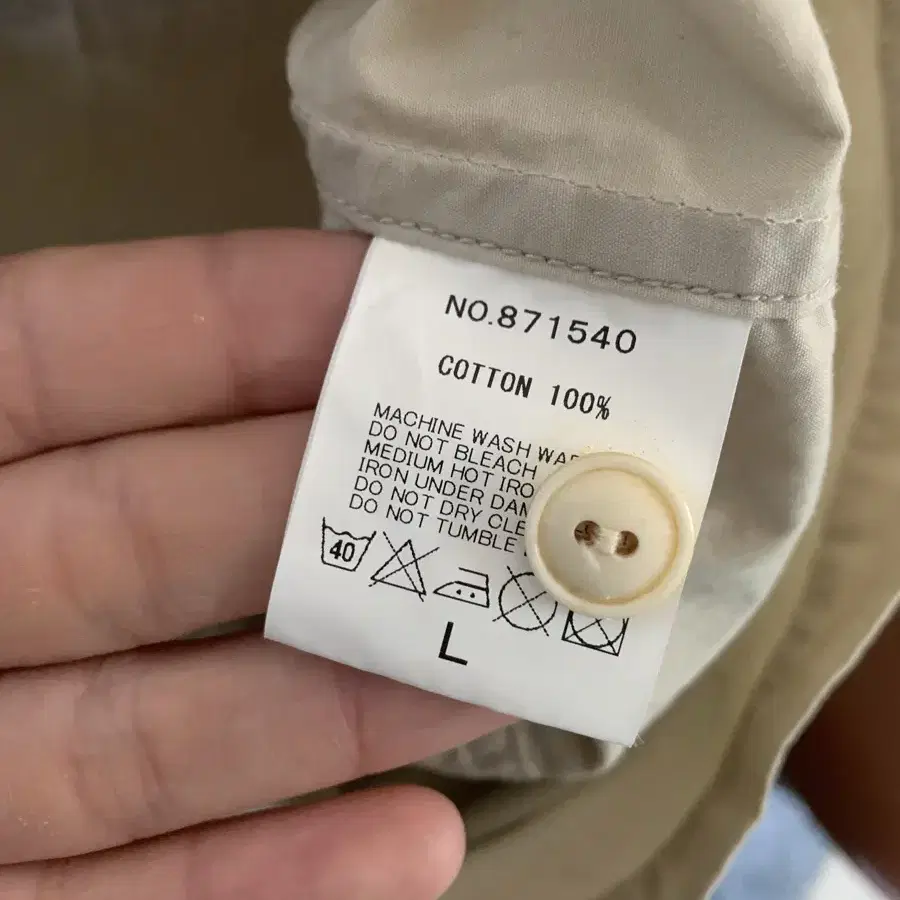 NO.871540
COTTON 100%
MACHINE WASH
DO NOT BLEACH
MEDIUM HOT
IRON UNDER
DO NOT DRY
DO NOT TUMBLE
40
L